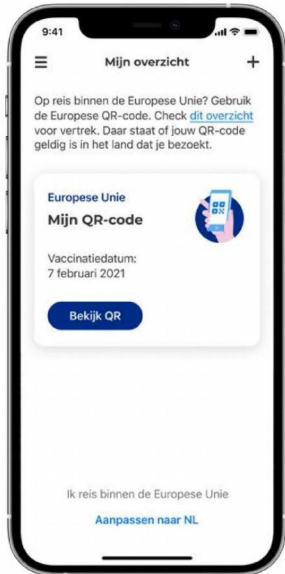 9:41
Mijn overzicht
Op reis binnen de Europese Unie? Gebruik
de Europese QR-code. Check dit overzicht
voor vertrek. Daar staat of jouw QR-code
geldig is in het land dat je bezoekt.
Europese Unie
Mijn QR-code
Vaccinatiedatum:
7 februari 2021
Bekijk QR
Ik reis binnen de Europese Unie
Aanpassen naar NL